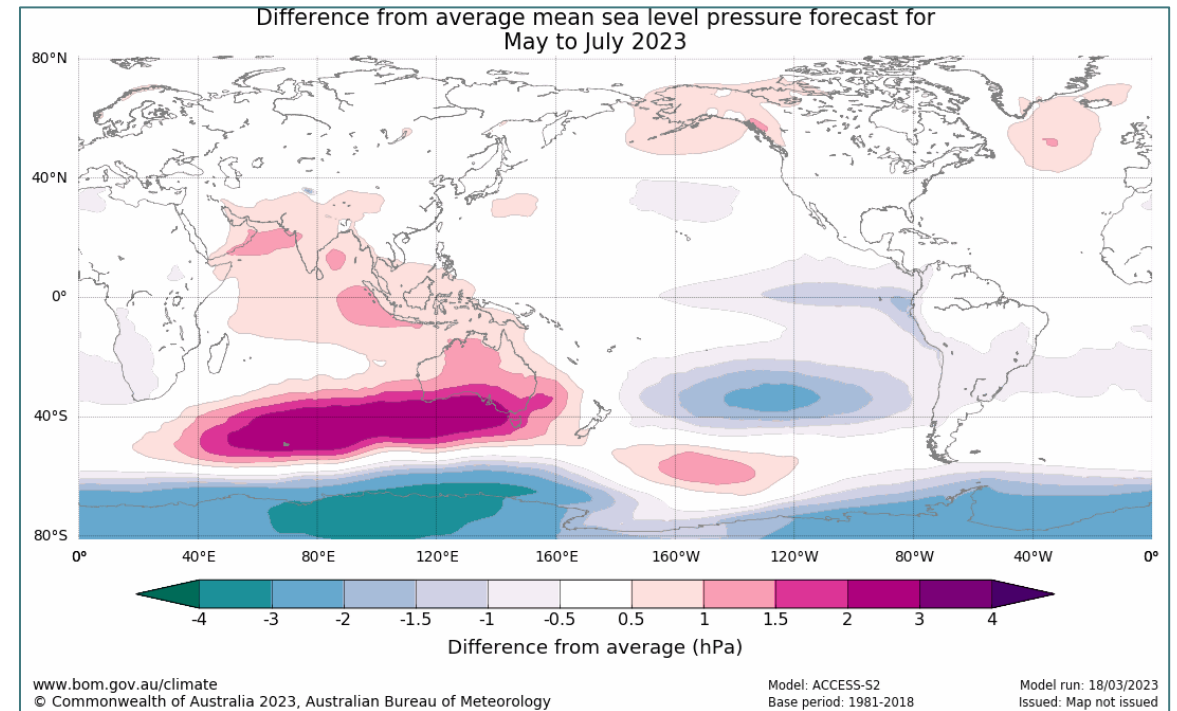 Difference from average mean sea level pressure forecast for
May to July 2023
80°N
40°N
0°
40°S
80°S
0° 40°E 80°E 120°E 160°E 160°W 120°W 80°W 40°W 0°
-4 -3 -2 -1.5 -1 -0.5 0.5 1 1.5 2 3 4
Difference from average (hPa)
www.bom.gov.au/climate
© Commonwealth of Australia 2023, Australian Bureau of Meteorology
Model: ACCESS-S2
Base period: 1981-2018
Model run: 18/03/2023
Issued: Map not issued